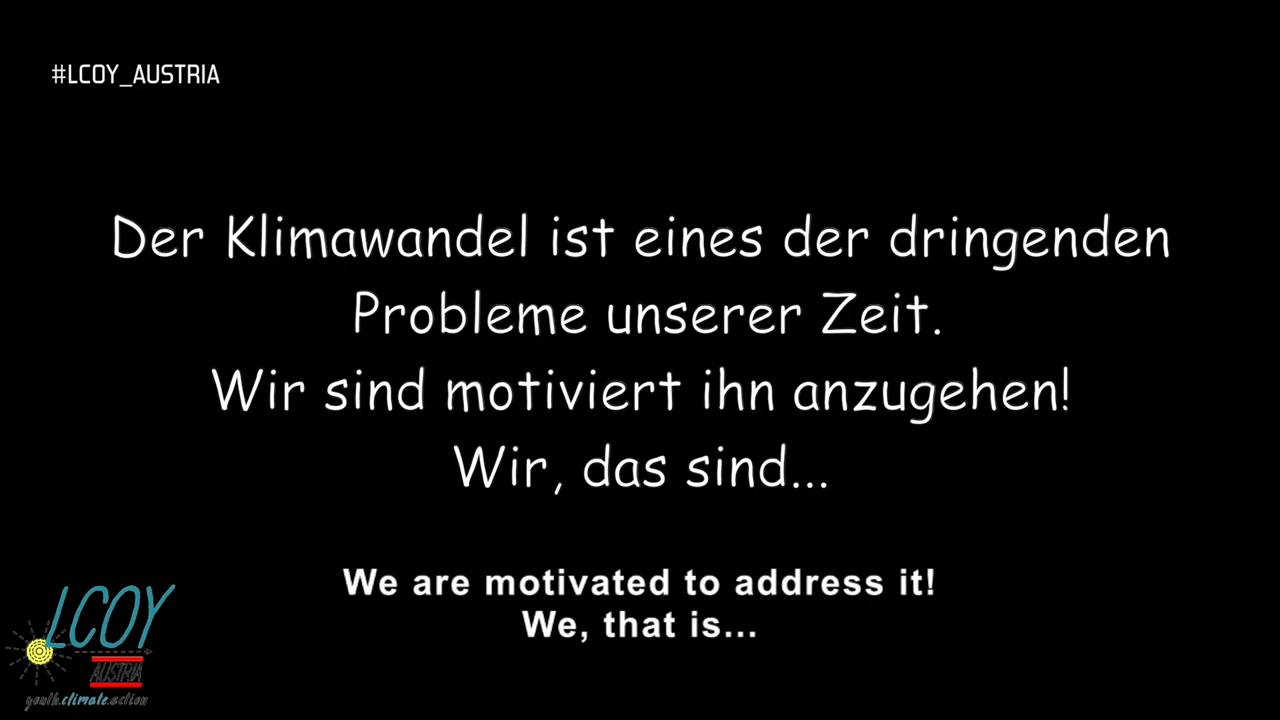 #LCOY_AUSTRIA
Der Klimawandel ist eines der dringenden
Probleme unserer Zeit.
Wir sind motiviert ihn anzugehen!
Wir, das sind...
We are motivated to address it!
We, that is...
LCOY
AUSTRIA
youth.climate.action